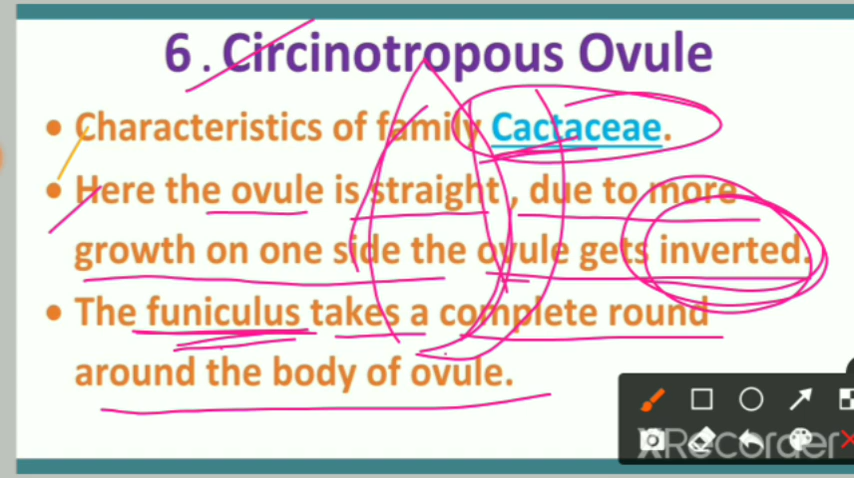 6 . Circinotropous Ovule
• Characteristics of family Cactaceae.
• Here the ovule is straight , due to more
growth on one side the ovule gets inverted.
• The funiculus takes a complete round
around the body of ovule.
XRecorder